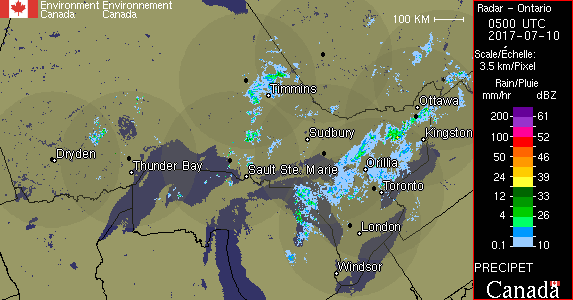 Environment Environnement
Canada Canada
100 KM
Radar - Ontario
0500 UTC
2017-07-10
Scale/Échelle:
3.5 km/Pixel
Rain/Pluie
mm/hr dBZ
200 61
100 52
50 46
24 39
12 33
4 26
0.1 10
PRECIPET
Canada
Timmins
Ottawa
Sudbury
Kingston
Dryden
Thunder Bay
Sault Ste. Marie
Orillia
Toronto
London
Windsor